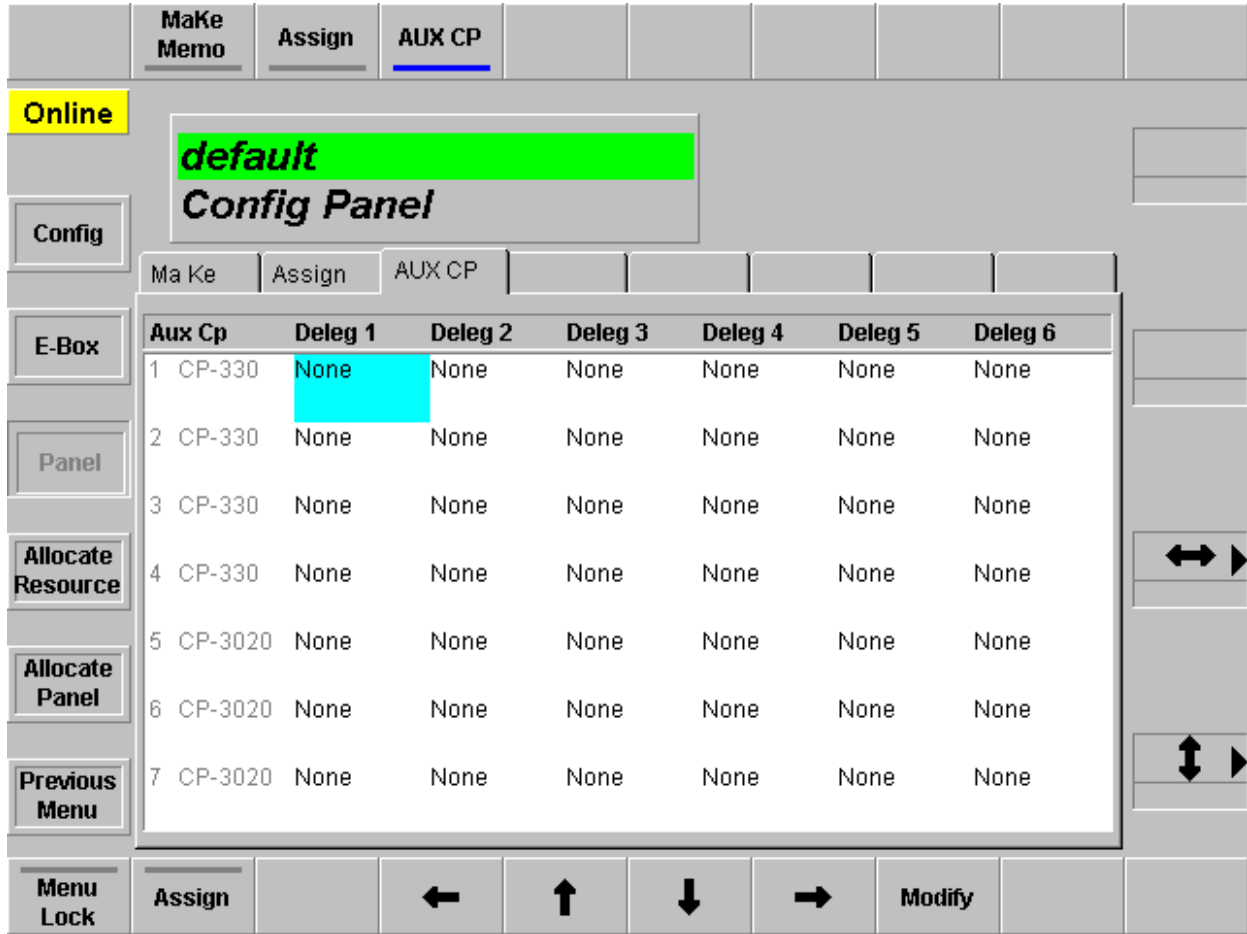 MaKe Memo Assign AUX CP
Online
default
Config Panel
Config
Ma Ke Assign AUX CP
E-Box
Aux Cp Deleg 1 Deleg 2 Deleg 3 Deleg 4 Deleg 5 Deleg 6
1 CP-330 None None None None None None
2 CP-330 None None None None None None
Panel
3 CP-330 None None None None None None
Allocate Resource
4 CP-330 None None None None None None
5 CP-3020 None None None None None None
Allocate Panel
6 CP-3020 None None None None None None
7 CP-3020 None None None None None None
Previous Menu
Menu Lock Assign Modify